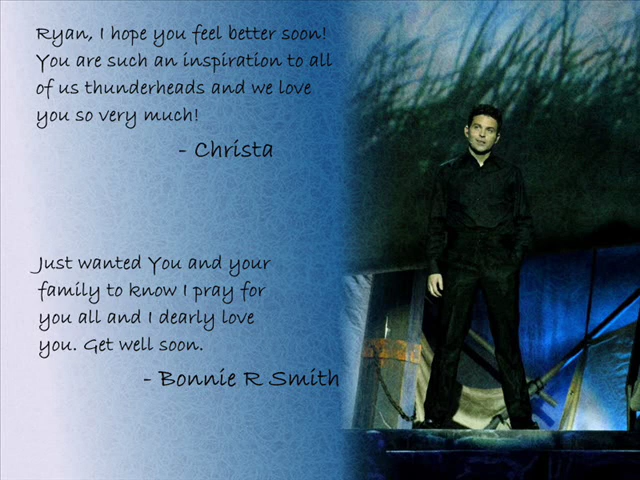 Ryan, I hope you feel better soon!
You are such an inspiration to all
of us thunderheads and we love
you so very much!
- Christa
Just wanted You and your
family to know I pray for
you all and I dearly love
you. Get well soon.
- Bonnie R Smith